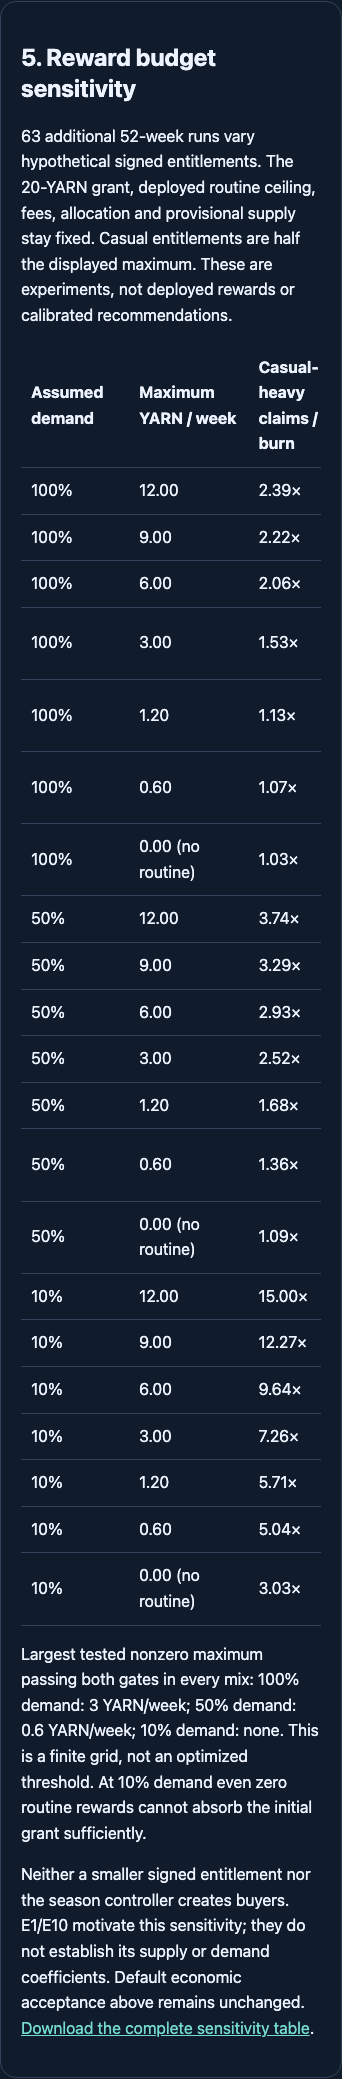 5. Reward budget
sensitivity
63 additional 52-week runs vary
hypothetical signed entitlements. The
20-YARN grant, deployed routine ceiling,
fees, allocation and provisional supply
stay fixed. Casual entitlements are half
the displayed maximum. These are
experiments, not deployed rewards or
calibrated recommendations.
Assumed demand Maximum YARN / week Casual-heavy claims / burn
100% 12.00 2.39×
100% 9.00 2.22×
100% 6.00 2.06×
100% 3.00 1.53×
100% 1.20 1.13×
100% 0.60 1.07×
100% 0.00 (no routine) 1.03×
50% 12.00 3.74×
50% 9.00 3.29×
50% 6.00 2.93×
50% 3.00 2.52×
50% 1.20 1.68×
50% 0.60 1.36×
50% 0.00 (no routine) 1.09×
10% 12.00 15.00×
10% 9.00 12.27×
10% 6.00 9.64×
10% 3.00 7.26×
10% 1.20 5.71×
10% 0.60 5.04×
10% 0.00 (no routine) 3.03×
Largest tested nonzero maximum
passing both gates in every mix: 100%
demand: 3 YARN/week; 50% demand:
0.6 YARN/week; 10% demand: none. This
is a finite grid, not an optimized
threshold. At 10% demand even zero
routine rewards cannot absorb the initial
grant sufficiently.
Neither a smaller signed entitlement nor
the season controller creates buyers.
E1/E10 motivate this sensitivity; they do
not establish its supply or demand
coefficients. Default economic
acceptance above remains unchanged.
Download the complete sensitivity table.